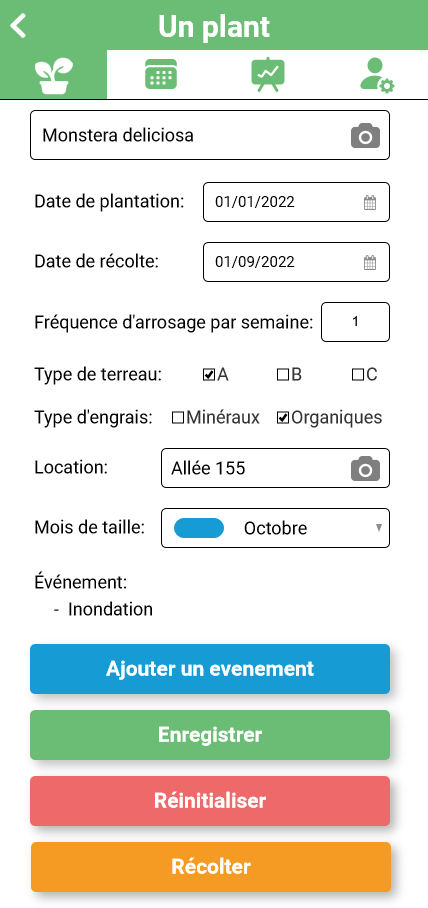 Un plant
Monstera deliciosa
Date de plantation: 01/01/2022
Date de récolte: 01/09/2022
Fréquence d'arrosage par semaine: 1
Type de terreau: A B C
Type d'engrais: Minéraux Organiques
Location: Allée 155
Mois de taille: Octobre
Événement:
- Inondation
Ajouter un evenement
Enregistrer
Réinitialiser
Récolter